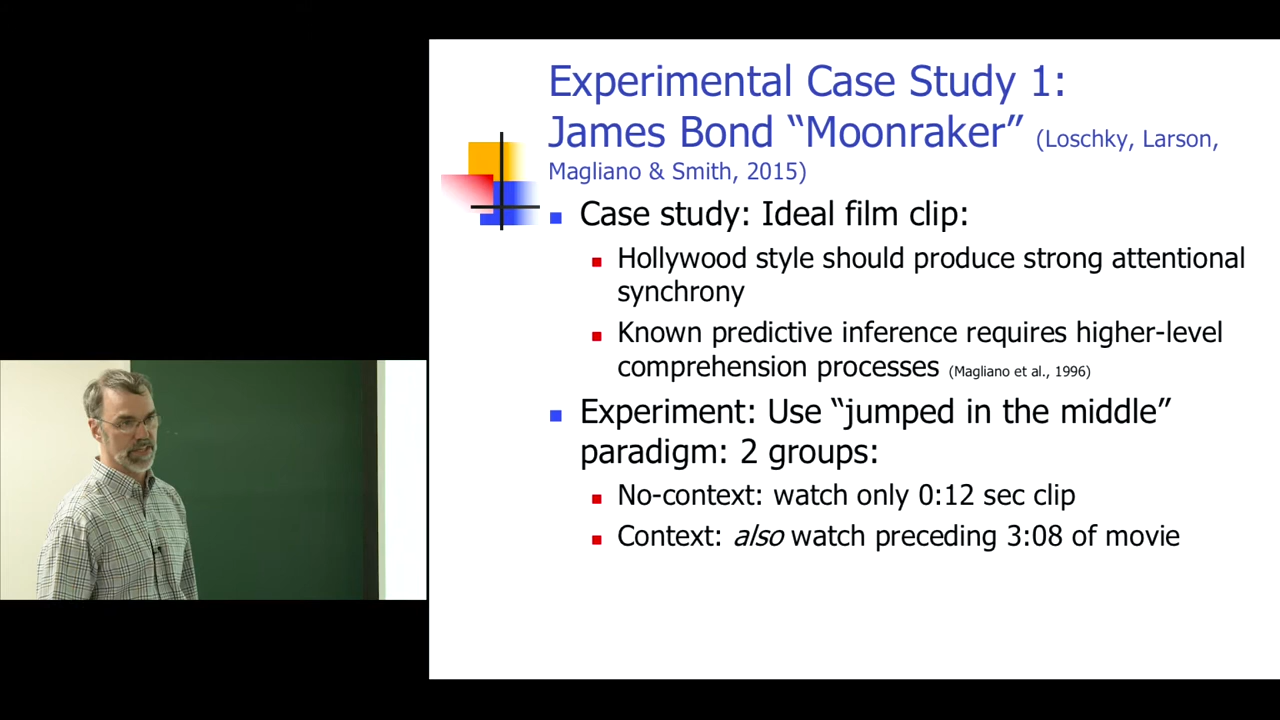 Experimental Case Study 1:
James Bond “Moonraker” (Loschky, Larson,
Magliano & Smith, 2015)
Case study: Ideal film clip:
Hollywood style should produce strong attentional
synchrony
Known predictive inference requires higher-level
comprehension processes (Magliano et al., 1996)
Experiment: Use “jumped in the middle”
paradigm: 2 groups:
No-context: watch only 0:12 sec clip
Context: also watch preceding 3:08 of movie